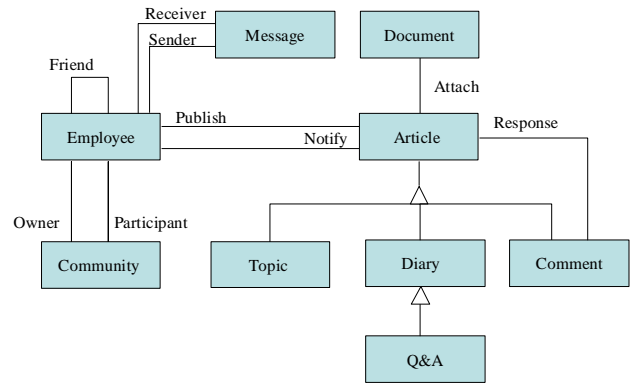 Receiver
Message
Document
Sender
Friend
Attach
Publish
Response
Employee
Notify
Article
Owner
Participant
Community
Topic
Diary
Comment
Q&A